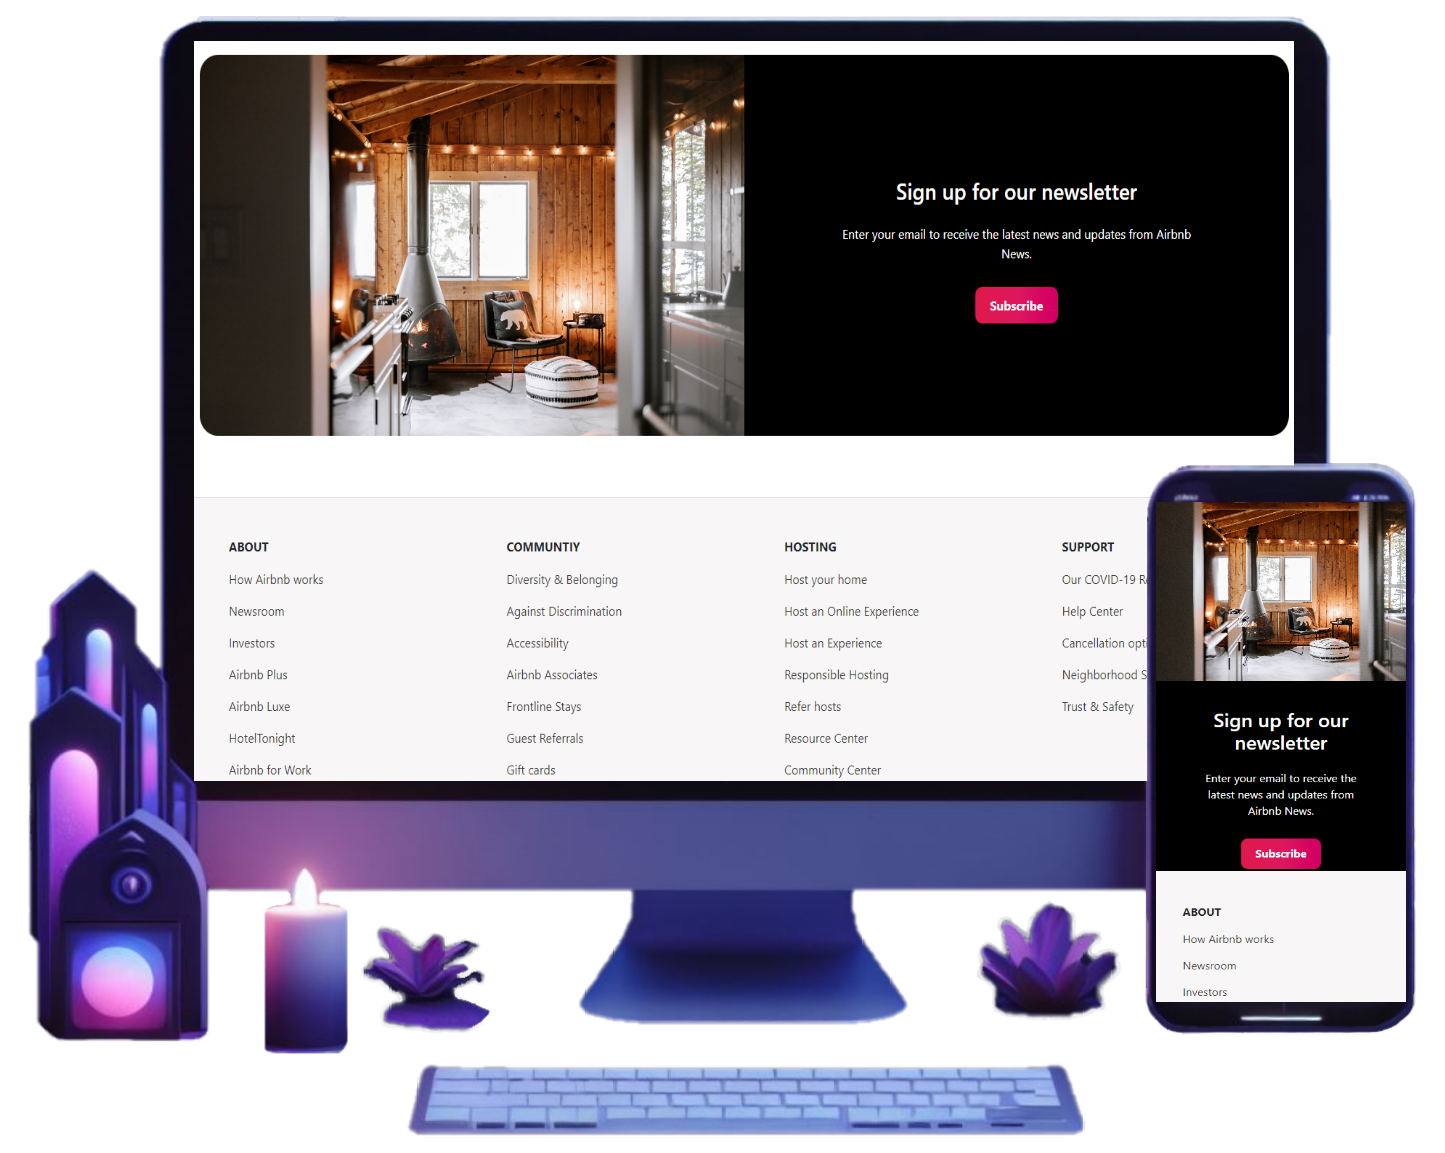 Sign up for our newsletter
Enter your email to receive the latest news and updates from Airbnb
News.
Subscribe
ABOUT
How Airbnb works
Newsroom
Investors
Airbnb Plus
Airbnb Luxe
HotelTonight
Airbnb for Work
COMMUNTIY
Diversity & Belonging
Against Discrimination
Accessibility
Airbnb Associates
Frontline Stays
Guest Referrals
Gift cards
HOSTING
Host your home
Host an Online Experience
Host an Experience
Responsible Hosting
Refer hosts
Resource Center
Community Center
SUPPORT
Our COVID-19
Help Center
Cancellation
Neighborhood
Trust & Safety
Sign up for our
newsletter
Enter your email to receive the
latest news and updates from
Airbnb News.
Subscribe
ABOUT
How Airbnb works
Newsroom
Investors